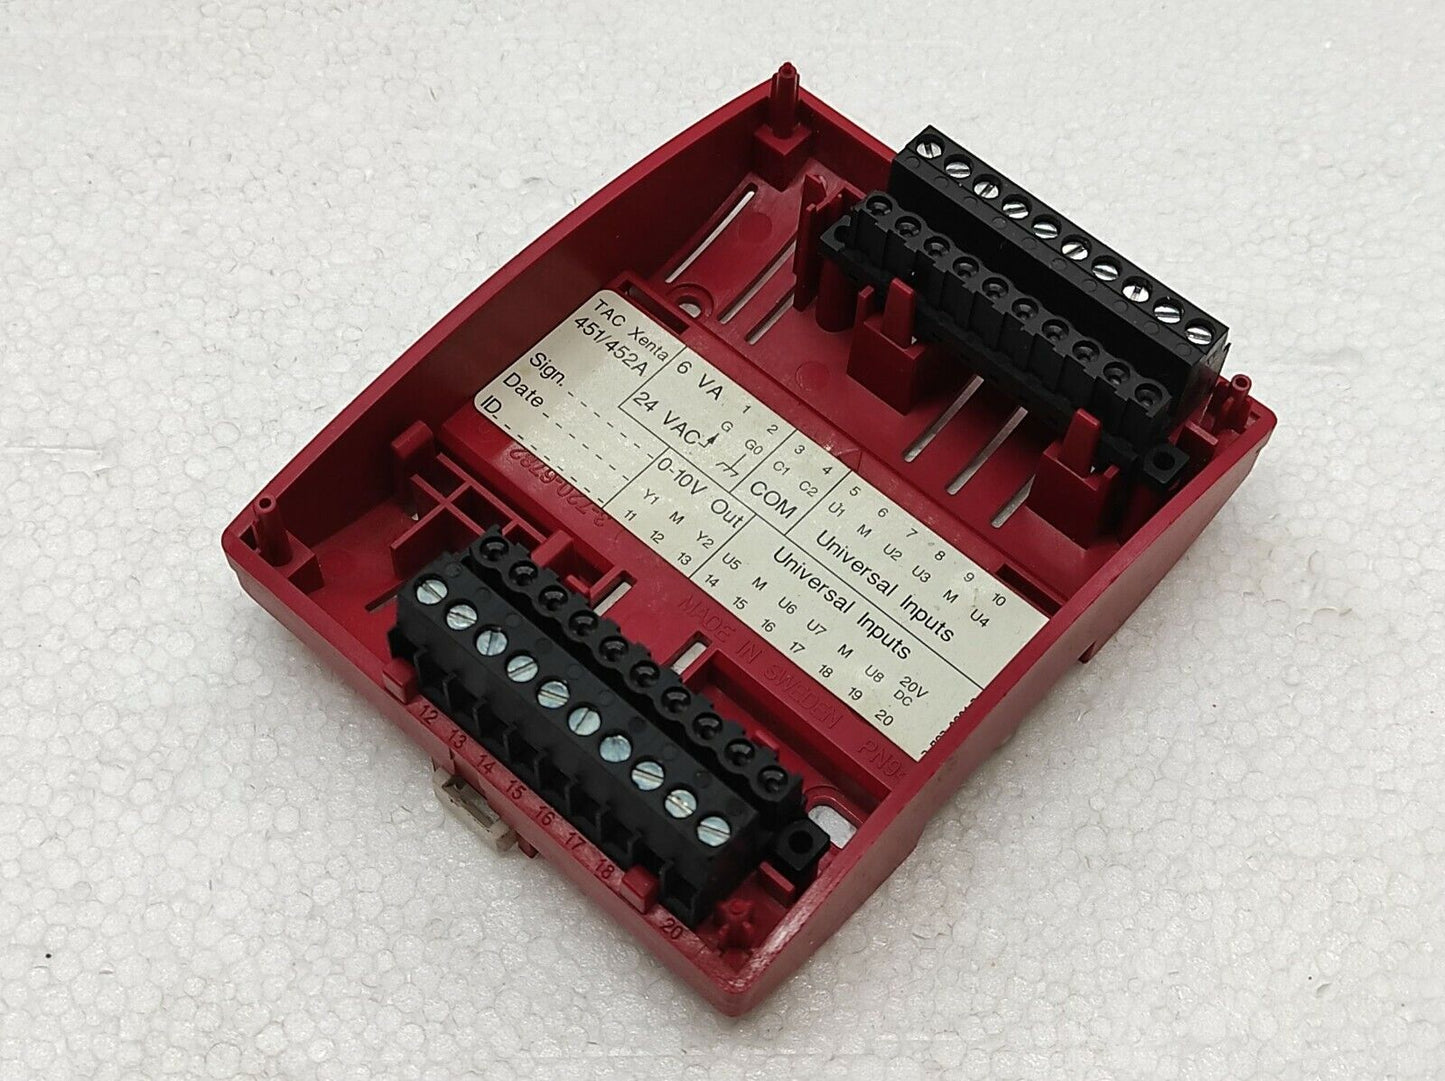 TAC Xenta
451/452A
Sign.
Date
ID
6 VA
24 VAC
1 2 3 4 5 6 7 8 9 10
G G0 C1 C2 U1 M U2 U3 M U4
COM
Universal Inputs
0-10V Out
Universal Inputs
Y1 M Y2 U5 M U6 U7 M U8 20V DC
11 12 13 14 15 16 17 18 19 20
MADE IN SWEDEN
12 13 14 15 16 17 18 20